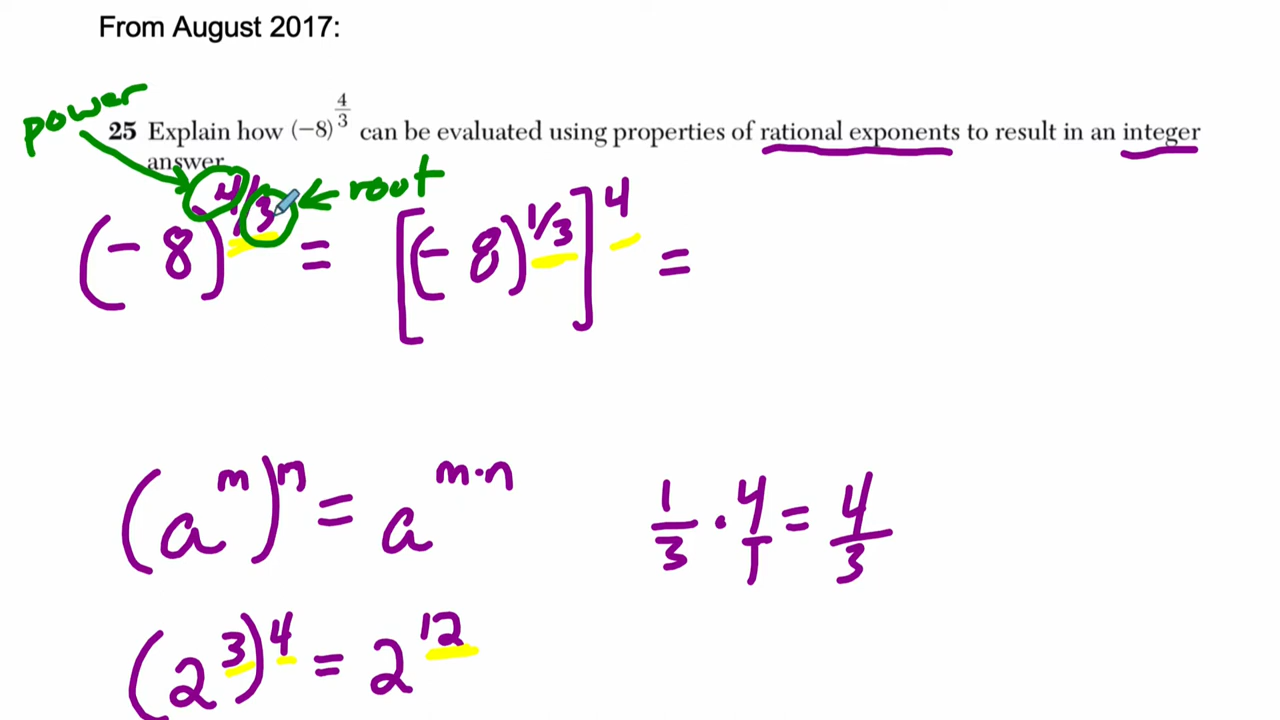 From August 2017:
power
25 Explain how (−8)^{4/3} can be evaluated using properties of rational exponents to result in an integer
answer.
root
(-8)^{4/3} = [(-8)^{1/3}]^4 =
(a^m)^n = a^{m·n}
1/3 · 4/1 = 4/3
(2^3)^4 = 2^{12}